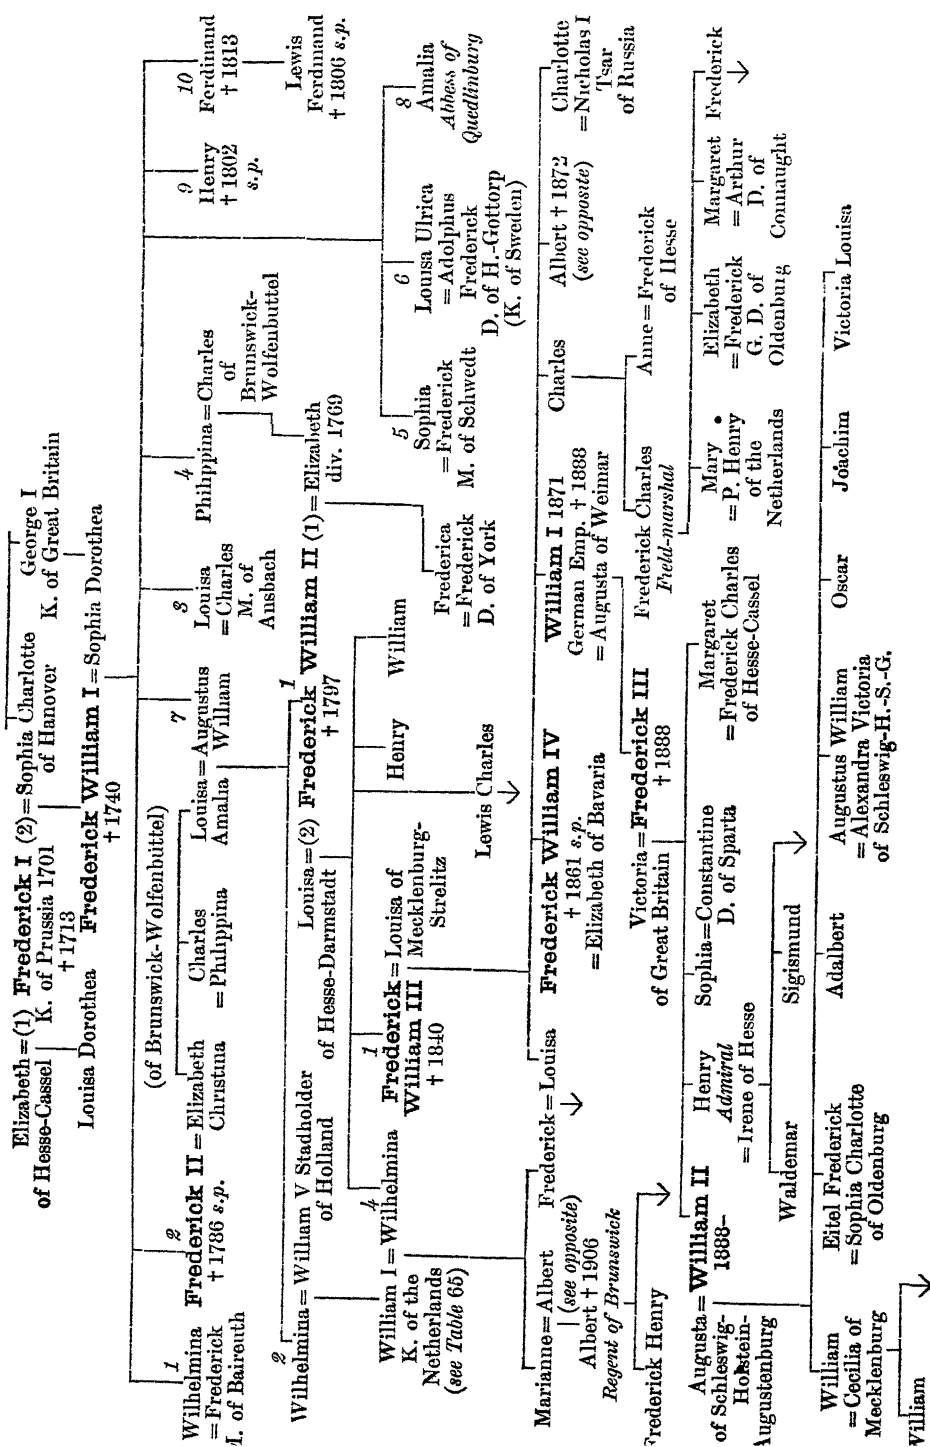 Elizabeth=(1) Frederick I (2)=Sophia Charlotte George I
of Hesse-Cassel K. of Prussia 1701 of Hanover K. of Great Britain
†1713
Louisa Dorothea Frederick William I=Sophia Dorothea
†1740
(of Brunswick-Wolfenbuttel)
1
Wilhelmina
=Frederick
M. of Baireuth
2
Frederick II=Elizabeth
†1786 s.p. Christina
Charles
=Philippina
7
Louisa=Augustus
Amalia William
3
Louisa
=Charles
M. of
Ansbach
4
Philippina=Charles
of
Brunswick-
Wolfenbuttel
9
Henry
†1802
s.p.
10
Ferdinand
†1813
Lewis
Ferdinand
†1806 s.p.
2
Wilhelmina=William V Stadholder
of Holland
1
Louisa=(2) Frederick William II (1)=Elizabeth
of Hesse-Darmstadt †1797 div. 1769
5
Sophia
=Frederick
M. of Schwedt
6
Louisa Ulrica
=Adolphus
Frederick
D. of H.-Gottorp
(K. of Sweden)
8
Amalia
Abbess of
Quedlinburg
4
William I=Wilhelmina
K. of the
Netherlands
(see Table 65)
1
Frederick=Louisa of
William III Mecklenburg-
†1840 Strelitz
Henry
William
Frederica
=Frederick
D. of York
Lewis Charles
Marianne=Albert
(see opposite)
Albert †1906
Regent of Brunswick
Frederick=Louisa
Frederick William IV
†1861 s.p.
=Elizabeth of Bavaria
William I 1871
German Emp. †1888
=Augusta of Weimar
Charles
Albert †1872
(see opposite)
Charlotte
=Nicholas I
Tsar
of Russia
Frederick Henry
Victoria=Frederick III
of Great Britain †1888
Frederick Charles
Field-marshal
Anne=Frederick
of Hesse
Augusta=William II
of Schleswig- 1888–
Holstein-
Augustenburg
Henry
Admiral
=Irene of Hesse
Sophia=Constantine
D. of Sparta
Margaret
=Frederick Charles
of Hesse-Cassel
Mary
=P. Henry
of the
Netherlands
Elizabeth
=Frederick
G. D. of
Oldenburg
Margaret
=Arthur
D. of
Connaught
Frederick
Waldemar
Sigismund
William
=Cecilia of
Mecklenburg
Eitel Frederick
=Sophia Charlotte
of Oldenburg
Adalbert
Augustus William
=Alexandra Victoria
of Schleswig-H.-S.-G.
Oscar
Joachim
Victoria Louisa
William